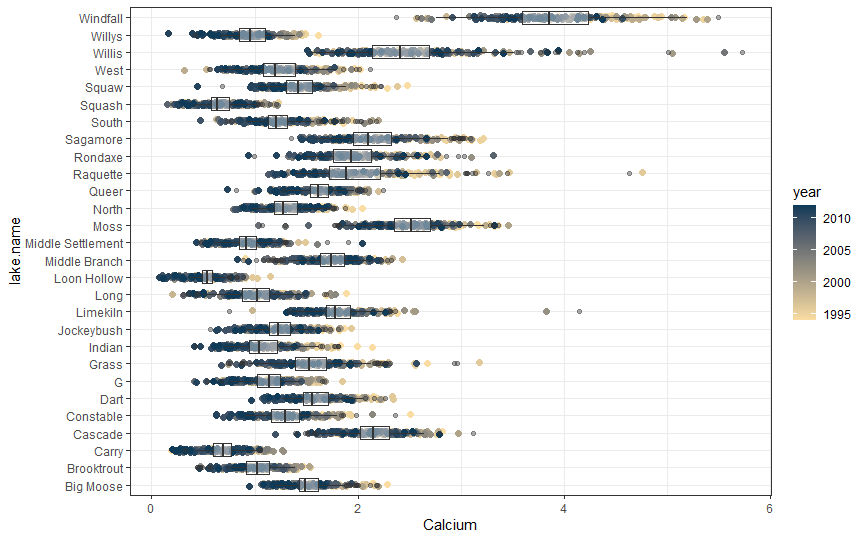 Windfall
Willys
Willis
West
Squaw
Squash
South
Sagamore
Rondaxe
Raquette
Queer
North
Moss
Middle Settlement
Middle Branch
Loon Hollow
Long
Limekiln
Jockeybush
Indian
Grass
G
Dart
Constable
Cascade
Carry
Brooktrout
Big Moose
lake.name
0 2 4 6
Calcium
year
2010
2005
2000
1995